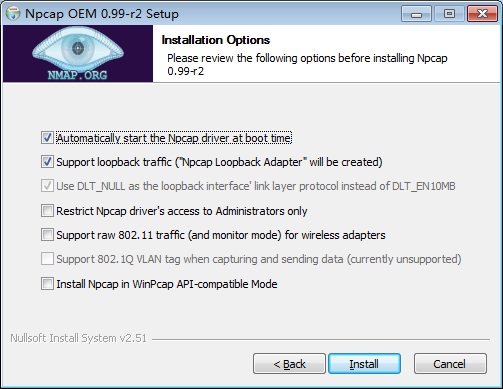 Npcap OEM 0.99-r2 Setup
NMAP.ORG
Installation Options
Please review the following options before installing Npcap
0.99-r2
Automatically start the Npcap driver at boot time
Support loopback traffic ("Npcap Loopback Adapter" will be created)
Use DLT_NULL as the loopback interface' link layer protocol instead of DLT_EN10MB
Restrict Npcap driver's access to Administrators only
Support raw 802.11 traffic (and monitor mode) for wireless adapters
Support 802.1Q VLAN tag when capturing and sending data (currently unsupported)
Install Npcap in WinPcap API-compatible Mode
Nullsoft Install System v2.51
< Back
Install
Cancel